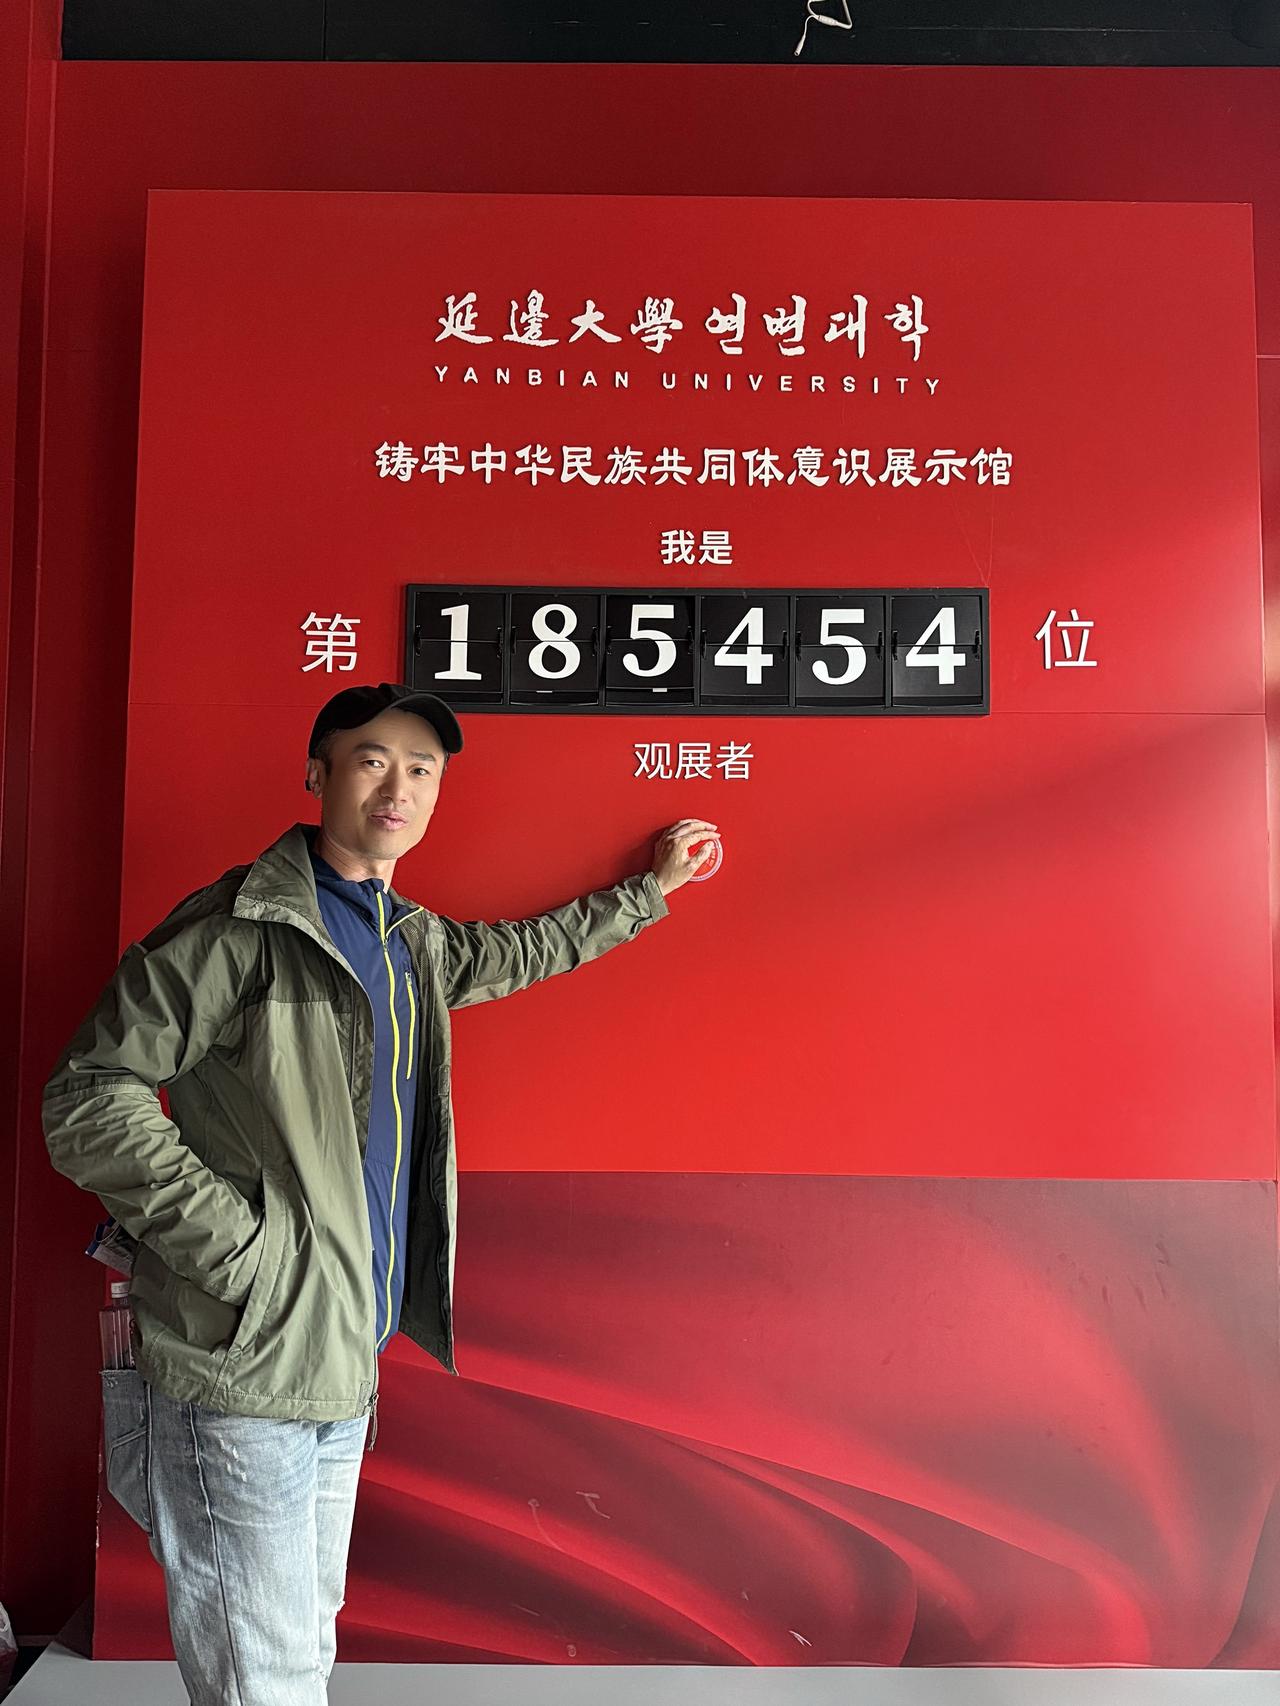 延邊大學 연변대학
YANBIAN UNIVERSITY
铸牢中华民族共同体意识展示馆
我是
第 185454 位
观展者